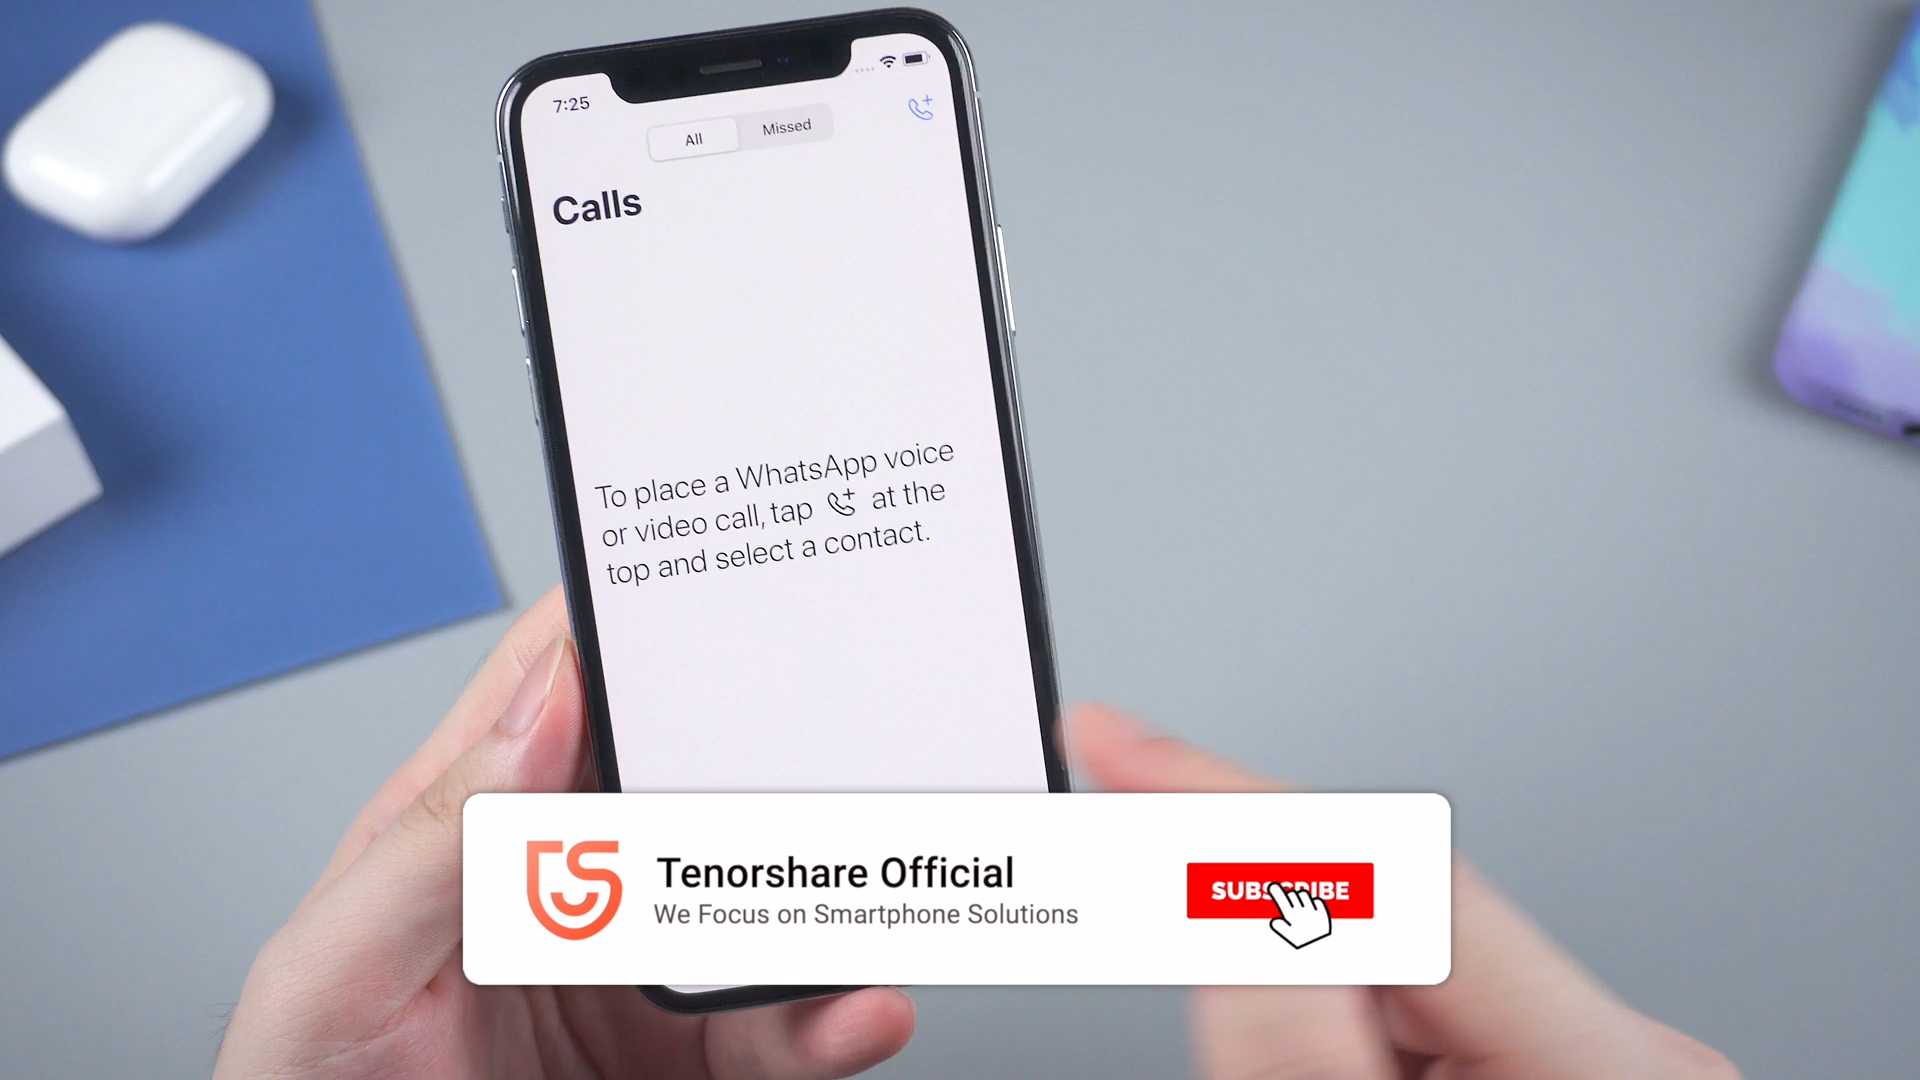 7:25
All
Missed
Calls
To place a WhatsApp voice
or video call, tap at the
top and select a contact.
Tenorshare Official
We Focus on Smartphone Solutions
SUBSCRIBE